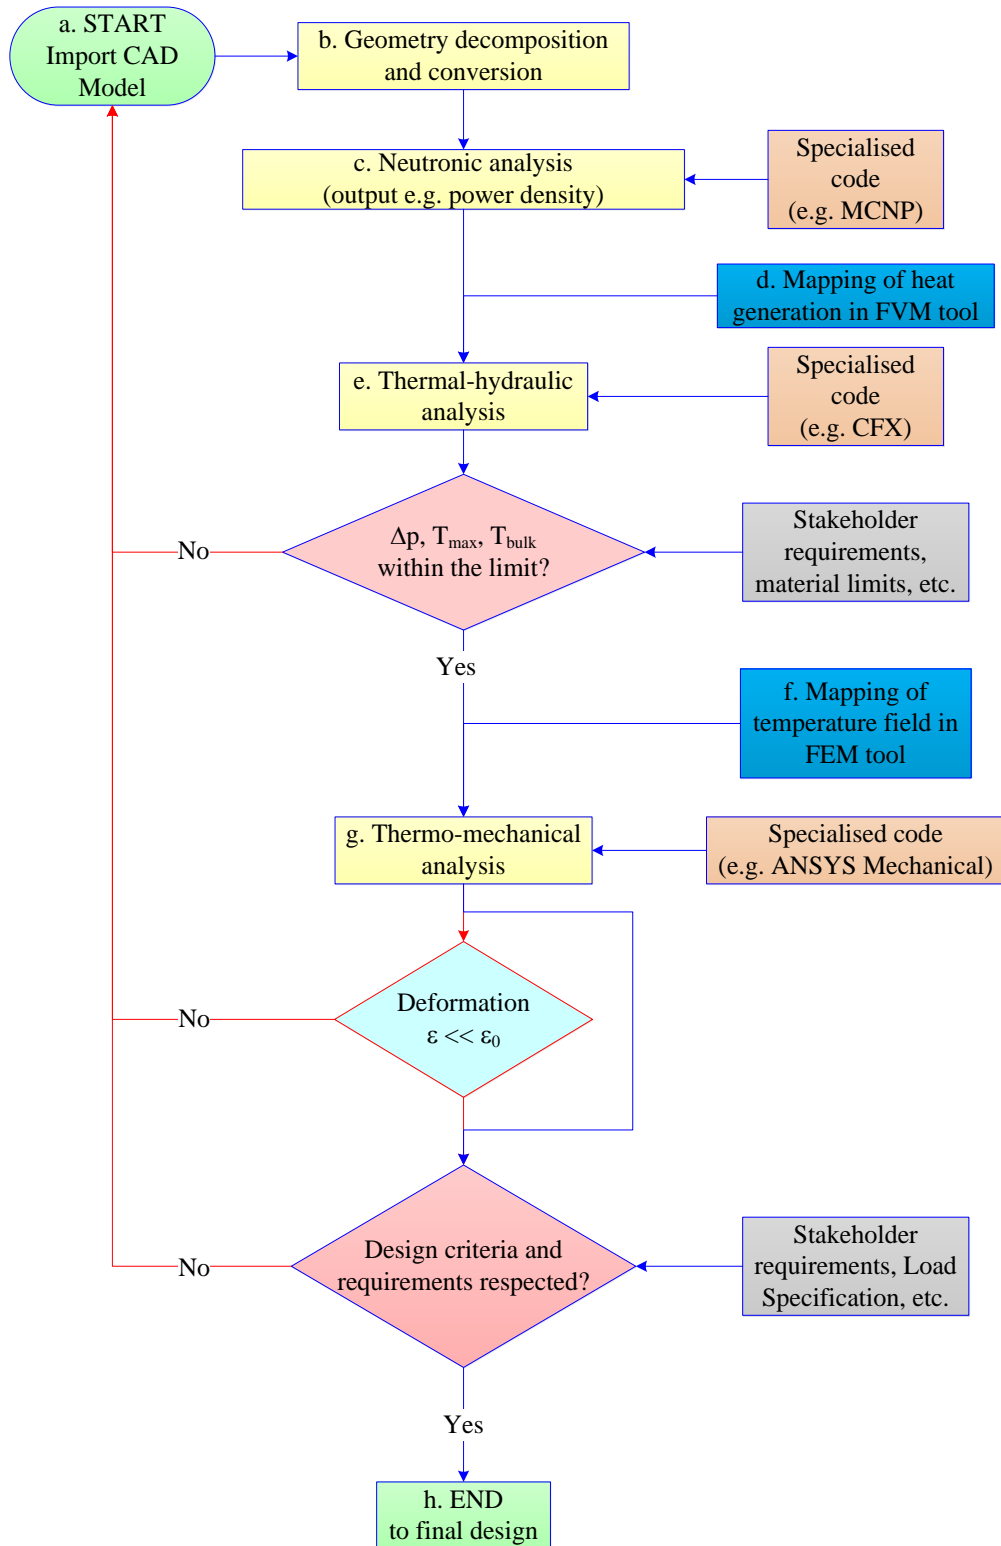 a. START
Import CAD
Model
b. Geometry decomposition
and conversion
c. Neutronic analysis
(output e.g. power density)
Specialised
code
(e.g. MCNP)
d. Mapping of heat
generation in FVM tool
e. Thermal-hydraulic
analysis
Specialised
code
(e.g. CFX)
Δp, Tmax, Tbulk
within the limit?
No
Stakeholder
requirements,
material limits, etc.
Yes
f. Mapping of
temperature field in
FEM tool
g. Thermo-mechanical
analysis
Specialised code
(e.g. ANSYS Mechanical)
Deformation
ε << ε0
No
Design criteria and
requirements respected?
No
Stakeholder
requirements, Load
Specification, etc.
Yes
h. END
to final design